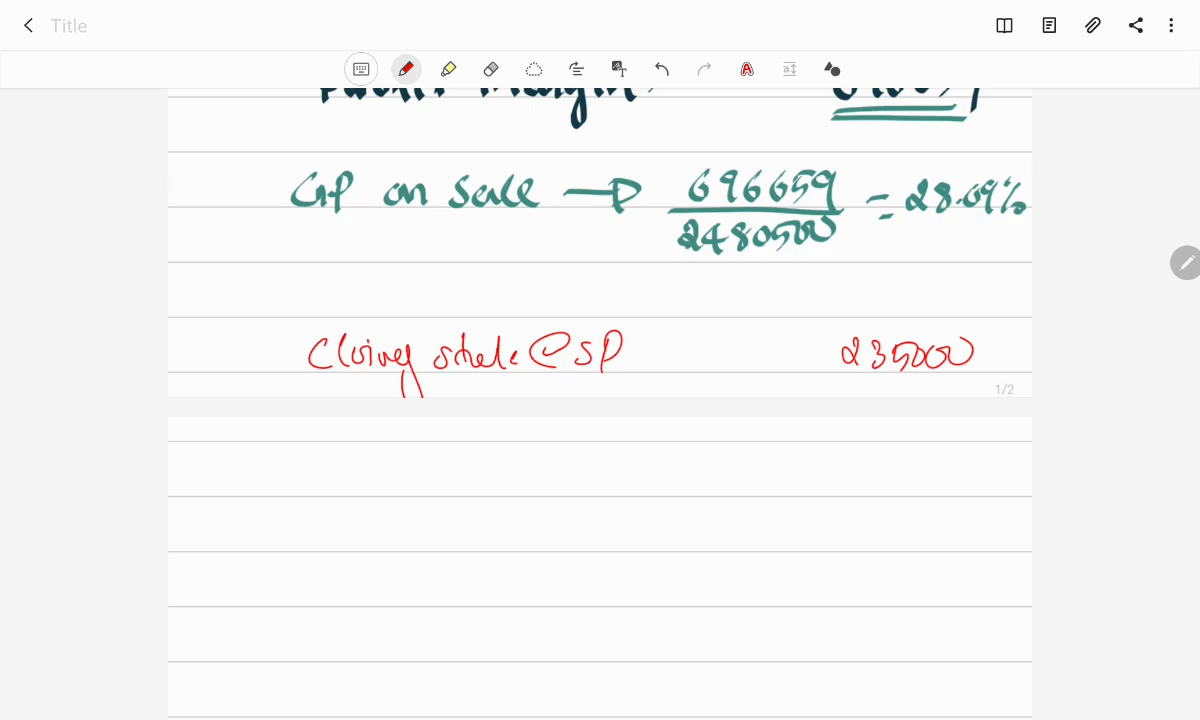 Title
GP on Sale → 696659 / 2480500 = 28.09%
Closing stock @ SP 235000
1/2